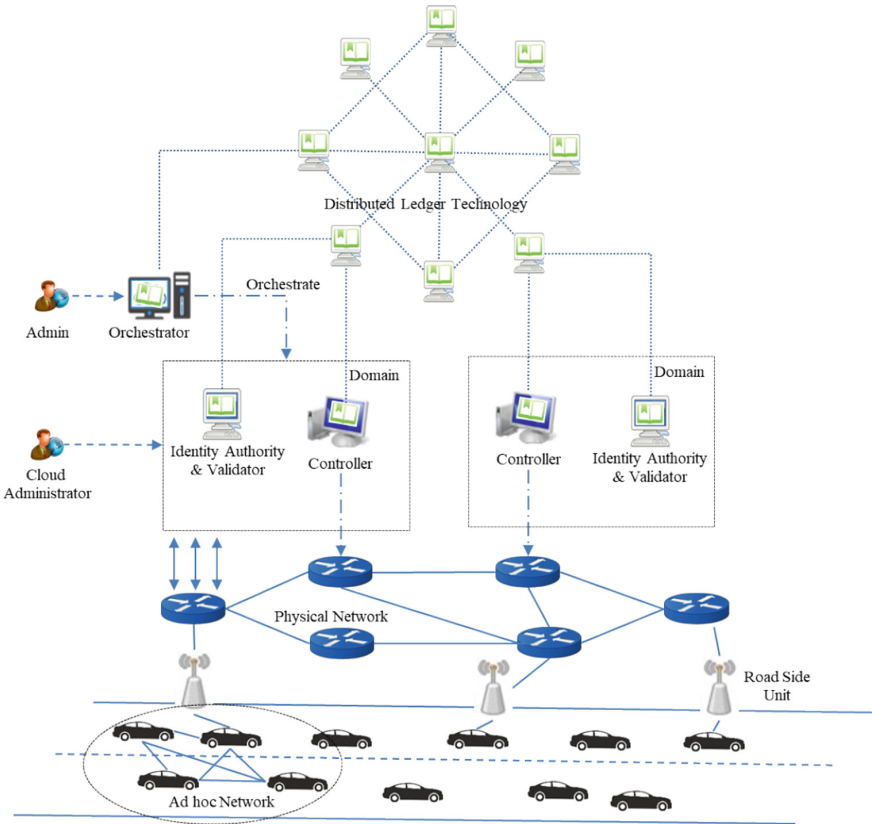 Distributed Ledger Technology
Orchestrate
Admin
Orchestrator
Domain
Domain
Identity Authority
& Validator
Controller
Controller
Identity Authority
& Validator
Cloud
Administrator
Physical Network
Road Side
Unit
Ad hoc Network